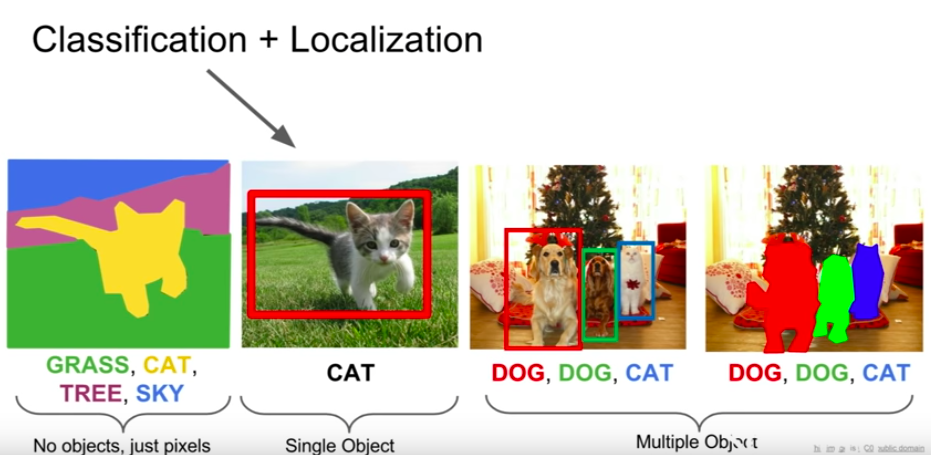 Classification + Localization
GRASS, CAT,
TREE, SKY
CAT
DOG, DOG, CAT
DOG, DOG, CAT
No objects, just pixels
Single Object
Multiple Object
CC0 public domain